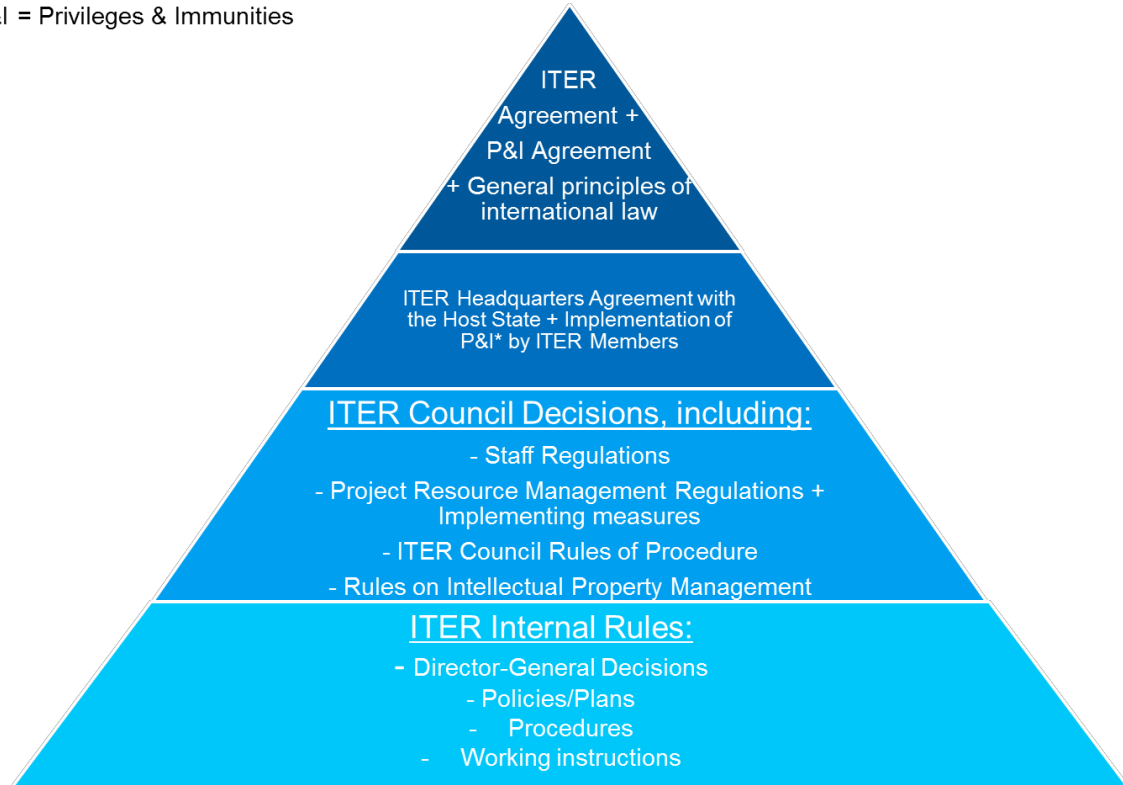 &I = Privileges & Immunities
ITER
Agreement +
P&I Agreement
+ General principles of
international law
ITER Headquarters Agreement with
the Host State + Implementation of
P&I* by ITER Members
ITER Council Decisions, including:
- Staff Regulations
- Project Resource Management Regulations +
Implementing measures
- ITER Council Rules of Procedure
- Rules on Intellectual Property Management
ITER Internal Rules:
- Director-General Decisions
- Policies/Plans
- Procedures
- Working instructions